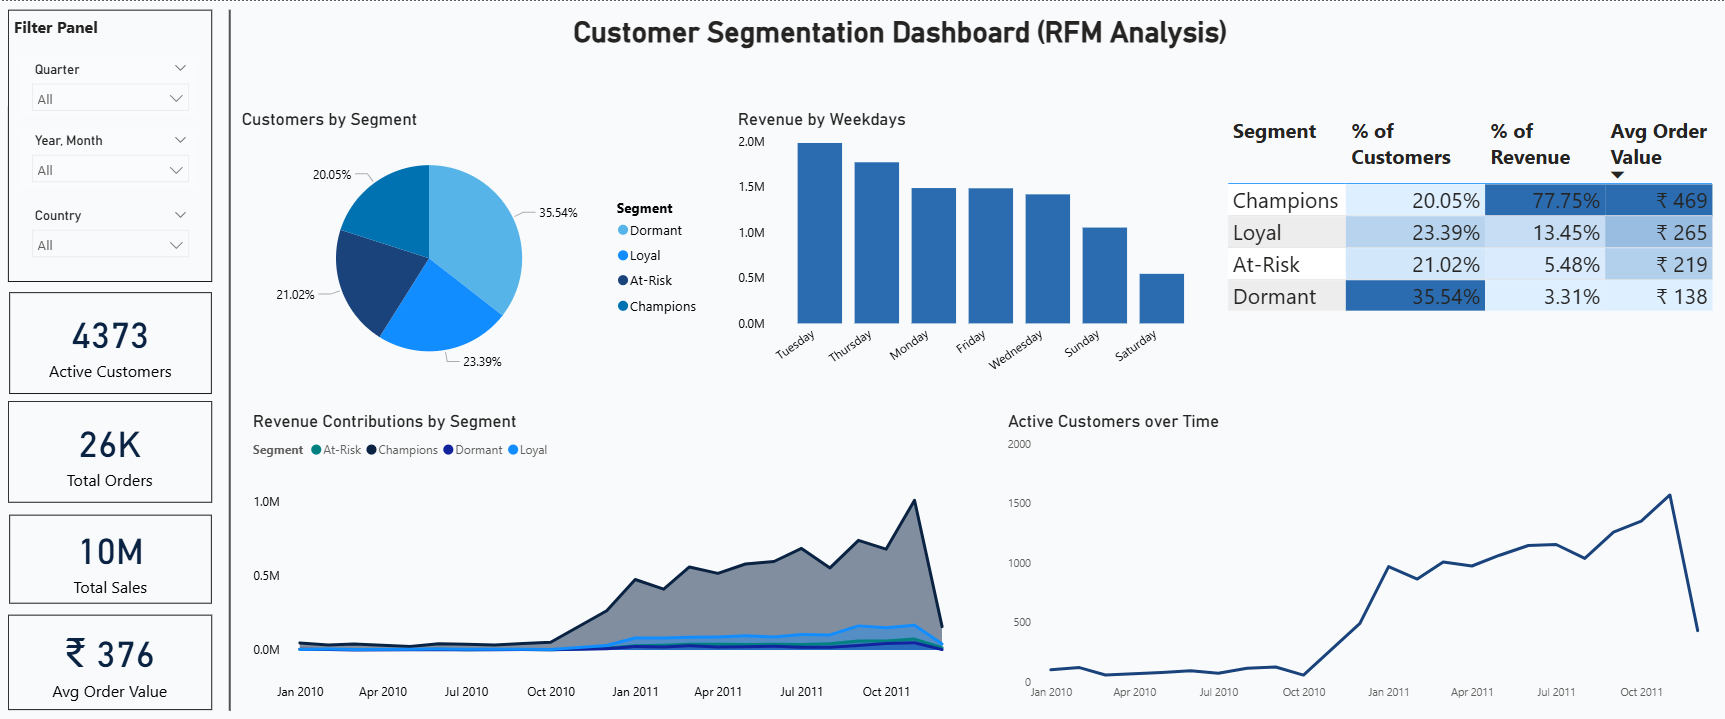 Filter Panel
Quarter
All
Year, Month
All
Country
All
4373
Active Customers
26K
Total Orders
10M
Total Sales
₹ 376
Avg Order Value
Customer Segmentation Dashboard (RFM Analysis)
Customers by Segment
20.05%
35.54%
21.02%
23.39%
Segment
Dormant
Loyal
At-Risk
Champions
Revenue by Weekdays
2.0M
1.5M
1.0M
0.5M
0.0M
Tuesday
Thursday
Monday
Friday
Wednesday
Sunday
Saturday
Segment % of Customers % of Revenue Avg Order Value
Champions 20.05% 77.75% ₹ 469
Loyal 23.39% 13.45% ₹ 265
At-Risk 21.02% 5.48% ₹ 219
Dormant 35.54% 3.31% ₹ 138
Revenue Contributions by Segment
Segment At-Risk Champions Dormant Loyal
1.0M
0.5M
0.0M
Jan 2010 Apr 2010 Jul 2010 Oct 2010 Jan 2011 Apr 2011 Jul 2011 Oct 2011
Active Customers over Time
2000
1500
1000
500
0
Jan 2010 Apr 2010 Jul 2010 Oct 2010 Jan 2011 Apr 2011 Jul 2011 Oct 2011